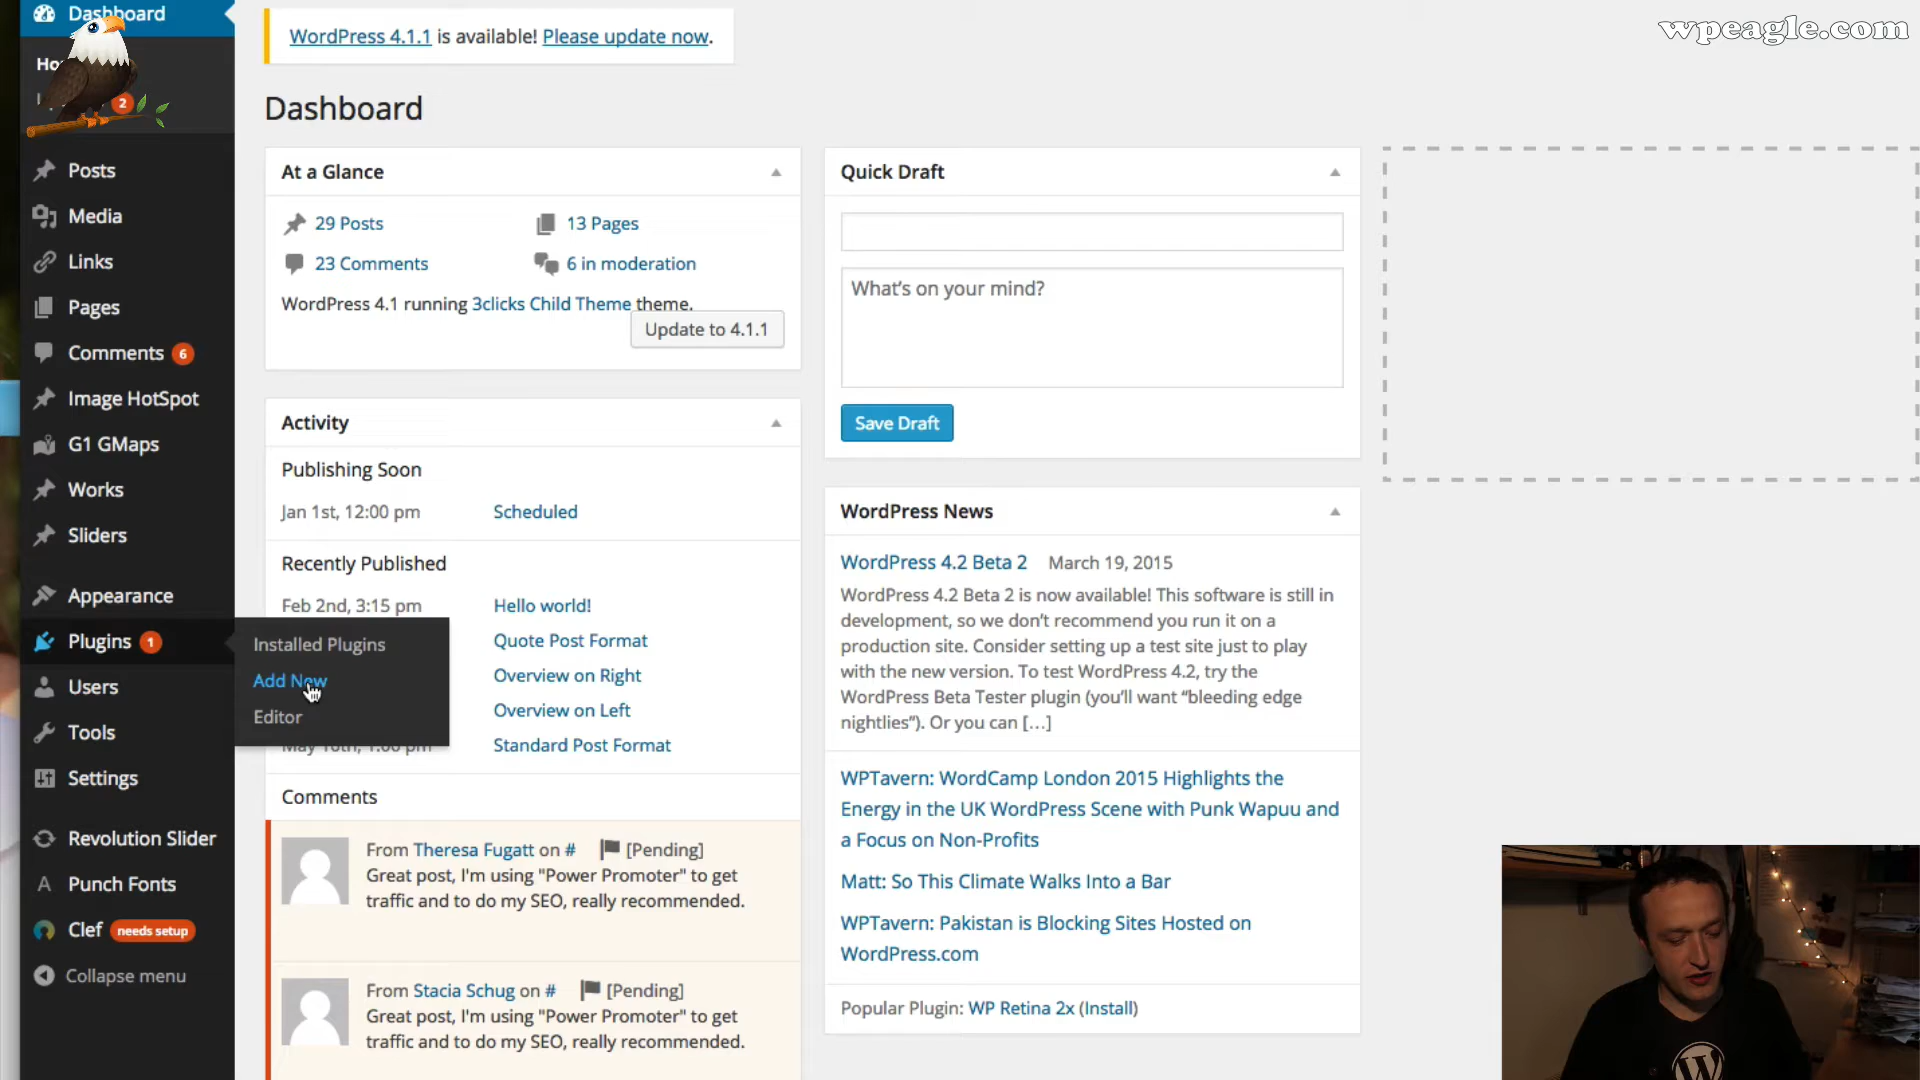 wpeagle.com
Dashboard
WordPress 4.1.1 is available! Please update now.
2
Dashboard
Posts
Media
Links
Pages
Comments 6
Image HotSpot
G1 GMaps
Works
Sliders
Appearance
Plugins 1
Users
Tools
Settings
Revolution Slider
Punch Fonts
Clef needs setup
Collapse menu
Installed Plugins
Add New
Editor
At a Glance
29 Posts
13 Pages
23 Comments
6 in moderation
WordPress 4.1 running 3clicks Child Theme theme.
Update to 4.1.1
Activity
Publishing Soon
Jan 1st, 12:00 pm Scheduled
Recently Published
Feb 2nd, 3:15 pm Hello world!
Quote Post Format
Overview on Right
Overview on Left
Standard Post Format
Comments
From Theresa Fugatt on # [Pending]
Great post, I'm using "Power Promoter" to get
traffic and to do my SEO, really recommended.
From Stacia Schug on # [Pending]
Great post, I'm using "Power Promoter" to get
traffic and to do my SEO, really recommended.
Quick Draft
What's on your mind?
Save Draft
WordPress News
WordPress 4.2 Beta 2 March 19, 2015
WordPress 4.2 Beta 2 is now available! This software is still in
development, so we don't recommend you run it on a
production site. Consider setting up a test site just to play
with the new version. To test WordPress 4.2, try the
WordPress Beta Tester plugin (you'll want “bleeding edge
nightlies”). Or you can […]
WPTavern: WordCamp London 2015 Highlights the
Energy in the UK WordPress Scene with Punk Wapuu and
a Focus on Non-Profits
Matt: So This Climate Walks Into a Bar
WPTavern: Pakistan is Blocking Sites Hosted on
WordPress.com
Popular Plugin: WP Retina 2x (Install)